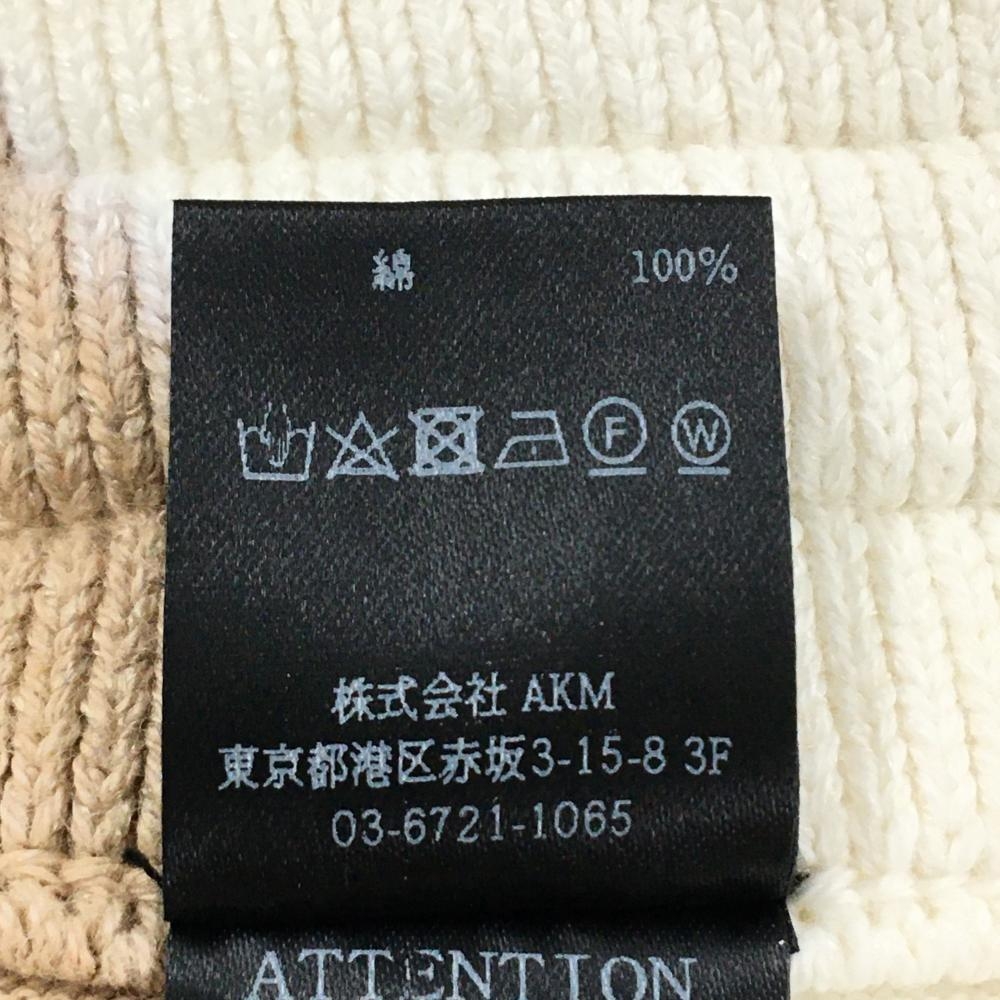 綿 100%
F W
株式会社 AKM
東京都港区赤坂3-15-8 3F
03-6721-1065
ATTENTION